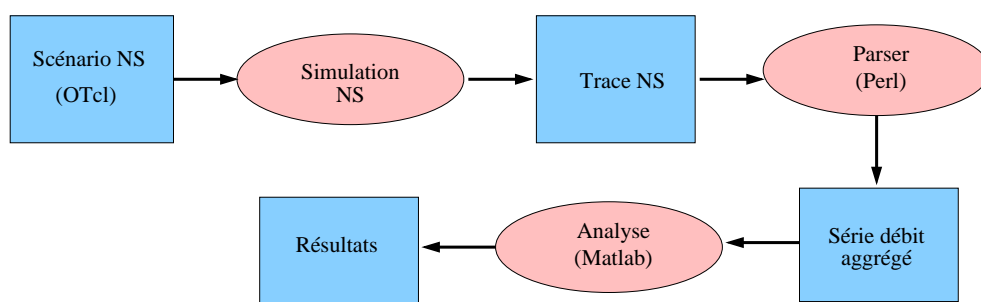 Scénario NS
(OTcl)
Simulation
NS
Trace NS
Parser
(Perl)
Série débit
aggrégé
Analyse
(Matlab)
Résultats